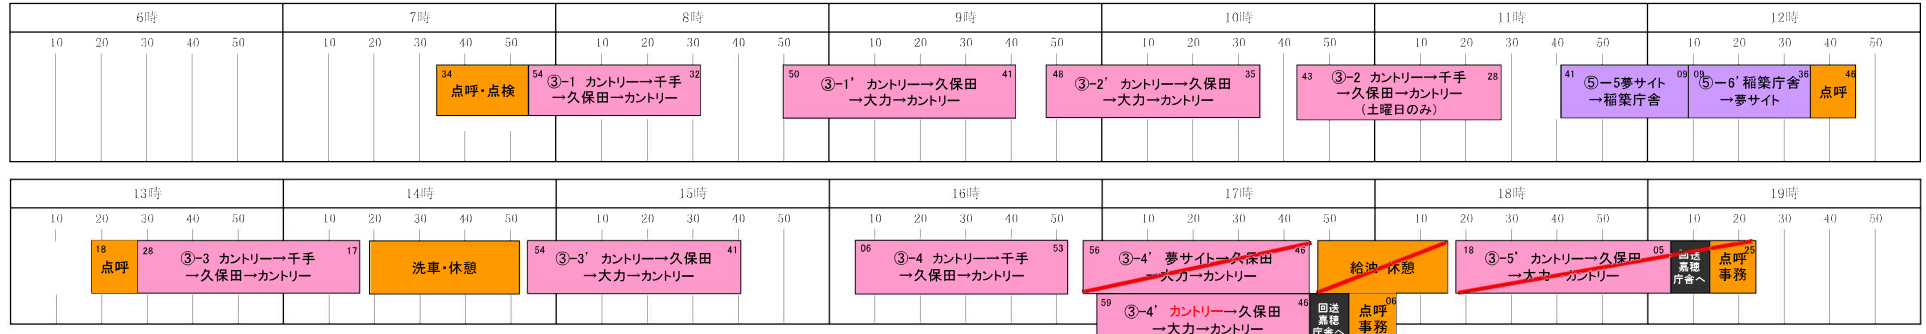 6時 7時 8時 9時 10時 11時 12時
10 20 30 40 50 10 20 30 40 50 10 20 30 40 50 10 20 30 40 50 10 20 30 40 50 10 20 30 40 50 10 20 30 40 50
34
点呼・点検
54 ③-1 カントリー→千手 32
→久保田→カントリー
50 ③-1’ カントリー→久保田 41
→大力→カントリー
48 ③-2’ カントリー→久保田 35
→大力→カントリー
43 ③-2 カントリー→千手 28
→久保田→カントリー
(土曜日のみ)
41 ⑤ー5夢サイト 09
→稲築庁舎
09 ⑤ー6’稲築庁舎 36
→夢サイト
46
点呼
13時 14時 15時 16時 17時 18時 19時
10 20 30 40 50 10 20 30 40 50 10 20 30 40 50 10 20 30 40 50 10 20 30 40 50 10 20 30 40 50 10 20 30 40 50
18
点呼
28 ③-3 カントリー→千手 17
→久保田→カントリー
洗車・休憩
54 ③-3’ カントリー→久保田 41
→大力→カントリー
06 ③-4 カントリー→千手 53
→久保田→カントリー
56 ③-4’ 夢サイト→久保田 46
→大力→カントリー
給油・休憩
18 ③-5’ カントリー→久保田 05
→大力→カントリー
回送
嘉穂
庁舎へ
点呼 25
事務
59 ③-4’ カントリー→久保田 46
→大力→カントリー
回送
嘉穂
庁舎へ
06
点呼
事務